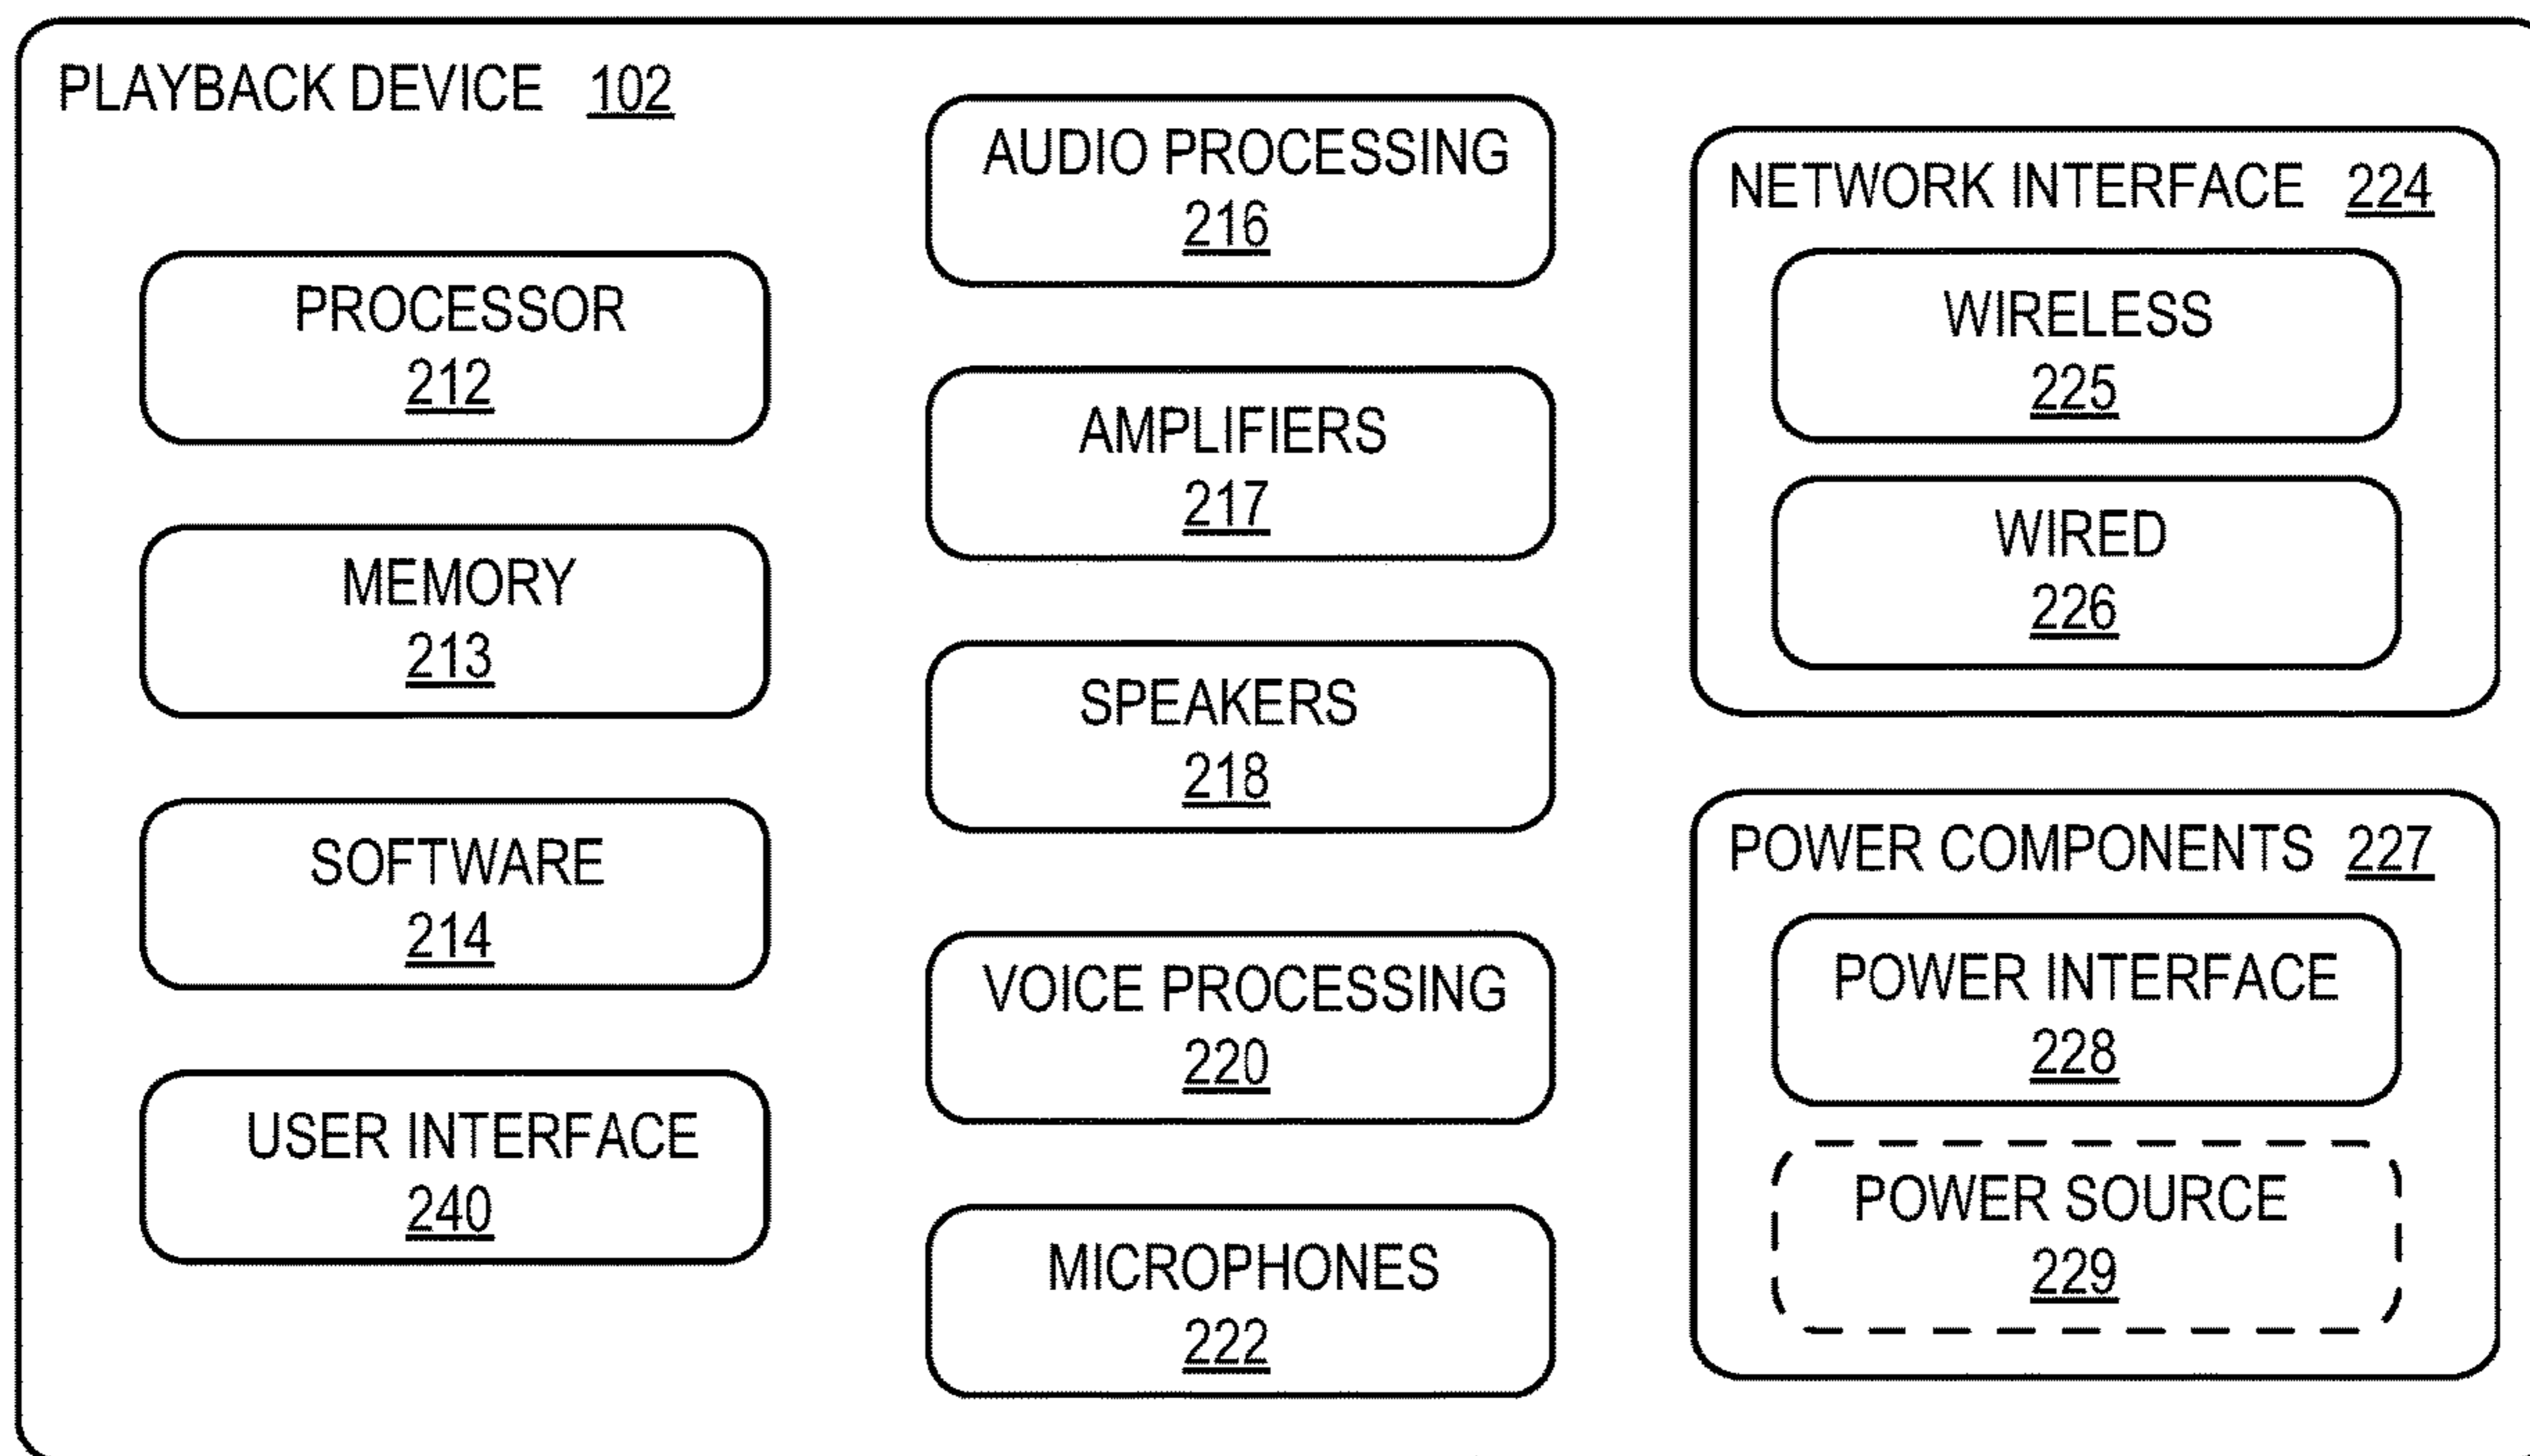 PLAYBACK DEVICE 102
PROCESSOR
212
MEMORY
213
SOFTWARE
214
USER INTERFACE
240
AUDIO PROCESSING
216
AMPLIFIERS
217
SPEAKERS
218
VOICE PROCESSING
220
MICROPHONES
222
NETWORK INTERFACE 224
WIRELESS
225
WIRED
226
POWER COMPONENTS 227
POWER INTERFACE
228
POWER SOURCE
229